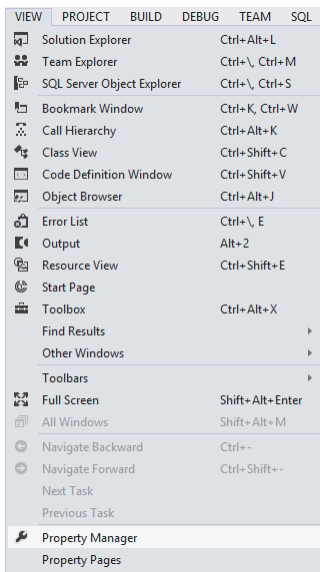 VIEW PROJECT BUILD DEBUG TEAM SQL
Solution Explorer Ctrl+Alt+L
Team Explorer Ctrl+\, Ctrl+M
SQL Server Object Explorer Ctrl+\, Ctrl+S
Bookmark Window Ctrl+K, Ctrl+W
Call Hierarchy Ctrl+Alt+K
Class View Ctrl+Shift+C
Code Definition Window Ctrl+Shift+V
Object Browser Ctrl+Alt+J
Error List Ctrl+\, E
Output Alt+2
Resource View Ctrl+Shift+E
Start Page
Toolbox Ctrl+Alt+X
Find Results
Other Windows
Toolbars
Full Screen Shift+Alt+Enter
All Windows Shift+Alt+M
Navigate Backward Ctrl+-
Navigate Forward Ctrl+Shift+-
Next Task
Previous Task
Property Manager
Property Pages